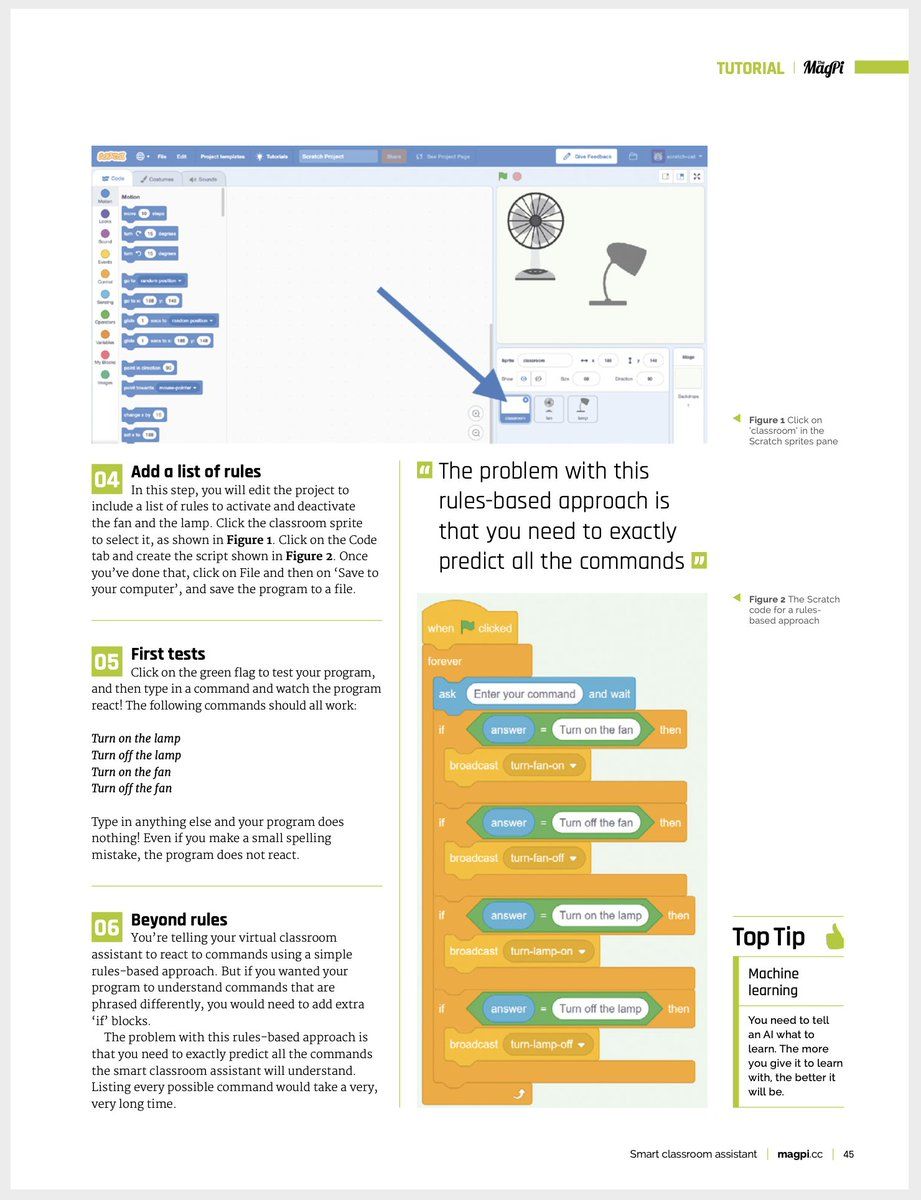 TUTORIAL
The MagPi
File
Edit
Project templates
Tutorials
Scratch Project
Share
See Project Page
Give Feedback
scratch-cat
Code
Costumes
Sounds
Motion
Looks
Sound
Events
Control
Sensing
Operators
Variables
My Blocks
Images
Motion
move 10 steps
turn 15 degrees
turn 15 degrees
go to random position
go to x: 188 y: 148
glide 1 secs to random position
glide 1 secs to x: 188 y: 148
point in direction 90
point towards mouse-pointer
change x by 10
set x to 188
Sprite classroom x 188 y 148
Show Size Direction 90
Stage
Backdrops
classroom
fan
lamp
Figure 1 Click on
'classroom' in the
Scratch sprites pane
04 Add a list of rules
In this step, you will edit the project to
include a list of rules to activate and deactivate
the fan and the lamp. Click the classroom sprite
to select it, as shown in Figure 1. Click on the Code
tab and create the script shown in Figure 2. Once
you've done that, click on File and then on ‘Save to
your computer’, and save the program to a file.
05 First tests
Click on the green flag to test your program,
and then type in a command and watch the program
react! The following commands should all work:
Turn on the lamp
Turn off the lamp
Turn on the fan
Turn off the fan
Type in anything else and your program does
nothing! Even if you make a small spelling
mistake, the program does not react.
06 Beyond rules
You're telling your virtual classroom
assistant to react to commands using a simple
rules-based approach. But if you wanted your
program to understand commands that are
phrased differently, you would need to add extra
‘if’ blocks.
The problem with this rules-based approach is
that you need to exactly predict all the commands
the smart classroom assistant will understand.
Listing every possible command would take a very,
very long time.
“ The problem with this
rules-based approach is
that you need to exactly
predict all the commands ”
Figure 2 The Scratch
code for a rules-
based approach
when clicked
forever
ask Enter your command and wait
if answer = Turn on the fan then
broadcast turn-fan-on
if answer = Turn off the fan then
broadcast turn-fan-off
if answer = Turn on the lamp then
broadcast turn-lamp-on
if answer = Turn off the lamp then
broadcast turn-lamp-off
Top Tip
Machine
learning
You need to tell
an AI what to
learn. The more
you give it to learn
with, the better it
will be.
Smart classroom assistant | magpi.cc | 45